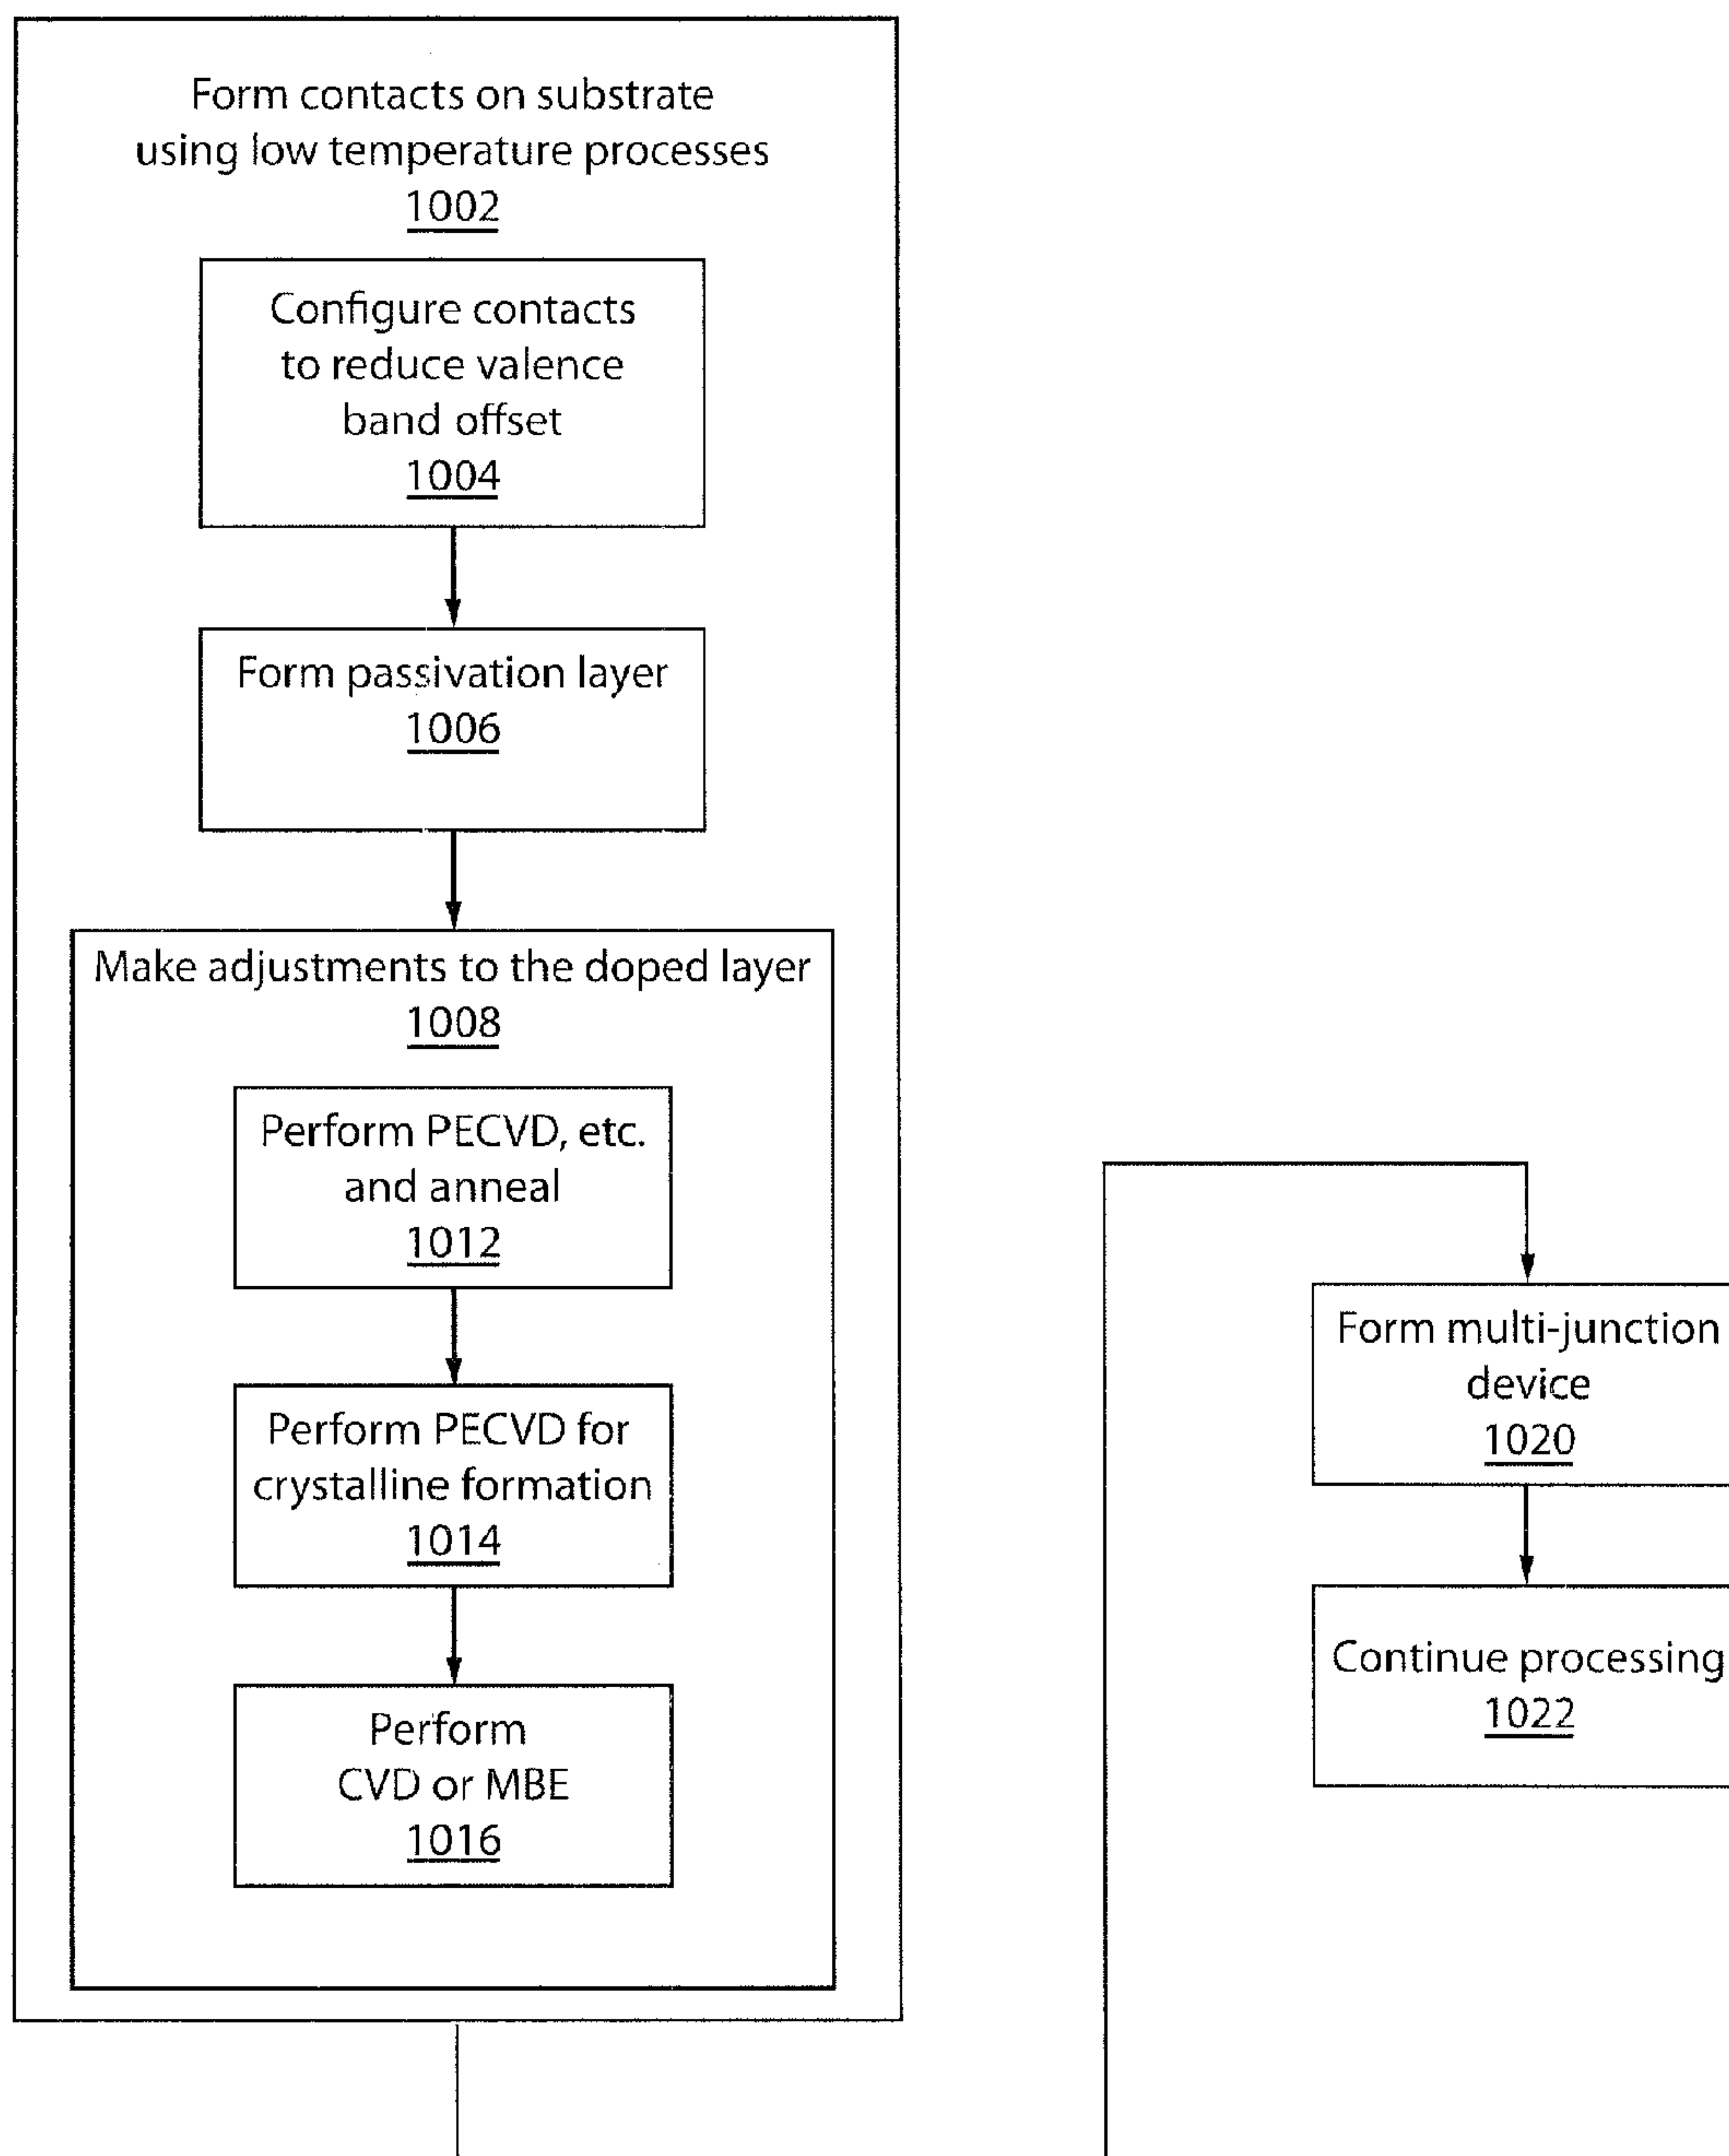 Form contacts on substrate
using low temperature processes
1002
Configure contacts
to reduce valence
band offset
1004
Form passivation layer
1006
Make adjustments to the doped layer
1008
Perform PECVD, etc.
and anneal
1012
Perform PECVD for
crystalline formation
1014
Perform
CVD or MBE
1016
Form multi-junction
device
1020
Continue processing
1022